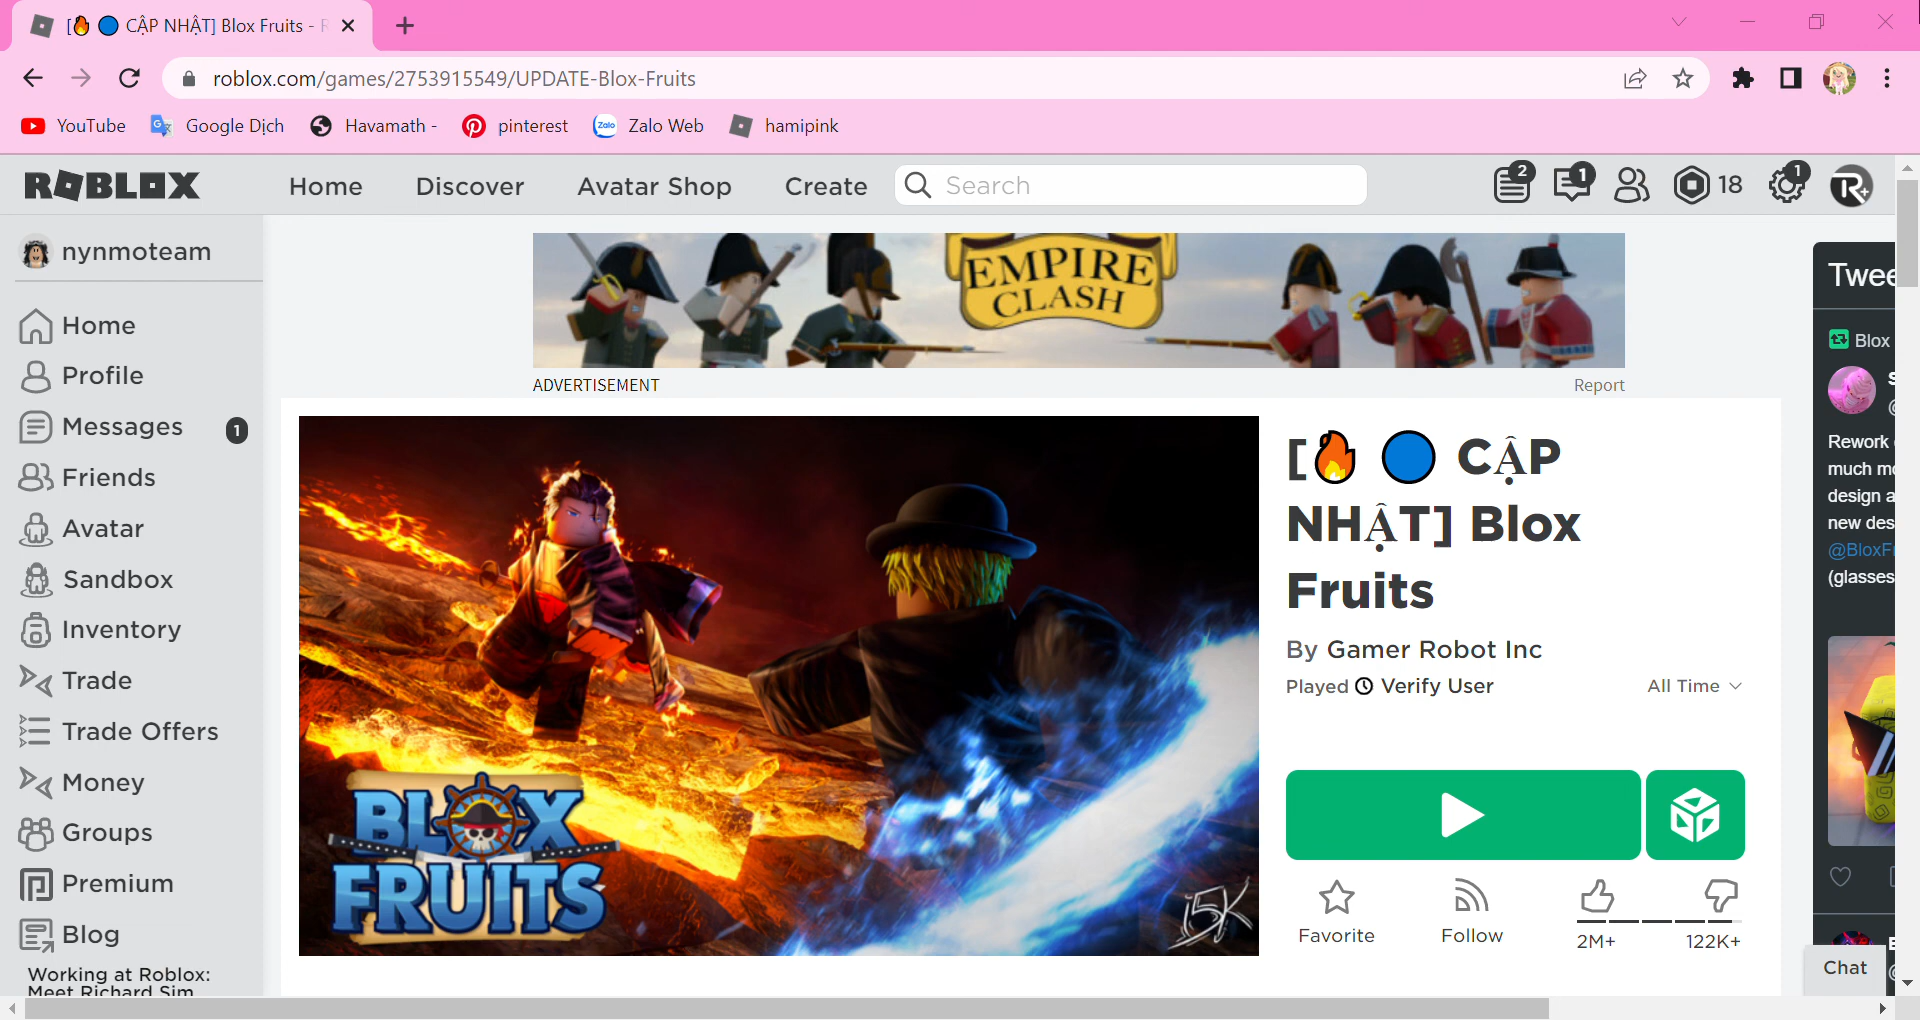 [🔥 🔵 CẬP NHẬT] Blox Fruits - R
roblox.com/games/2753915549/UPDATE-Blox-Fruits
YouTube Google Dịch Havamath - pinterest Zalo Web hamipink
ROBLOX Home Discover Avatar Shop Create Search 2 1 18 1
nynmoteam
Home
Profile
Messages 1
Friends
Avatar
Sandbox
Inventory
Trade
Trade Offers
Money
Groups
Premium
Blog
Working at Roblox:
Meet Richard Sim
EMPIRE
CLASH
ADVERTISEMENT Report
BLOX
FRUITS
i5K
[🔥 🔵 CẬP
NHẬT] Blox
Fruits
By Gamer Robot Inc
Played Verify User All Time
Favorite Follow 2M+ 122K+
Twee
Blox
Rework
much mo
design a
new des
@BloxF
(glasses
Chat